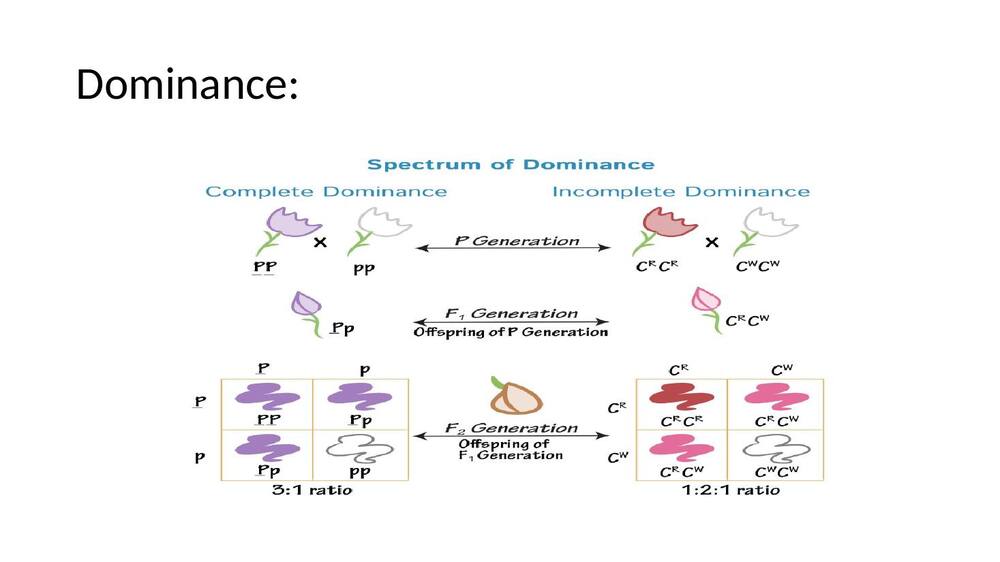 Dominance:
Spectrum of Dominance
Complete Dominance
Incomplete Dominance
PP × pp
P Generation
CᴿCᴿ × CᵂCᵂ
Pp
F₁ Generation
Offspring of P Generation
CᴿCᵂ
P p
P PP Pp
p Pp pp
3:1 ratio
F₂ Generation
Offspring of
F₁ Generation
Cᴿ Cᵂ
Cᴿ CᴿCᴿ CᴿCᵂ
Cᵂ CᴿCᵂ CᵂCᵂ
1:2:1 ratio